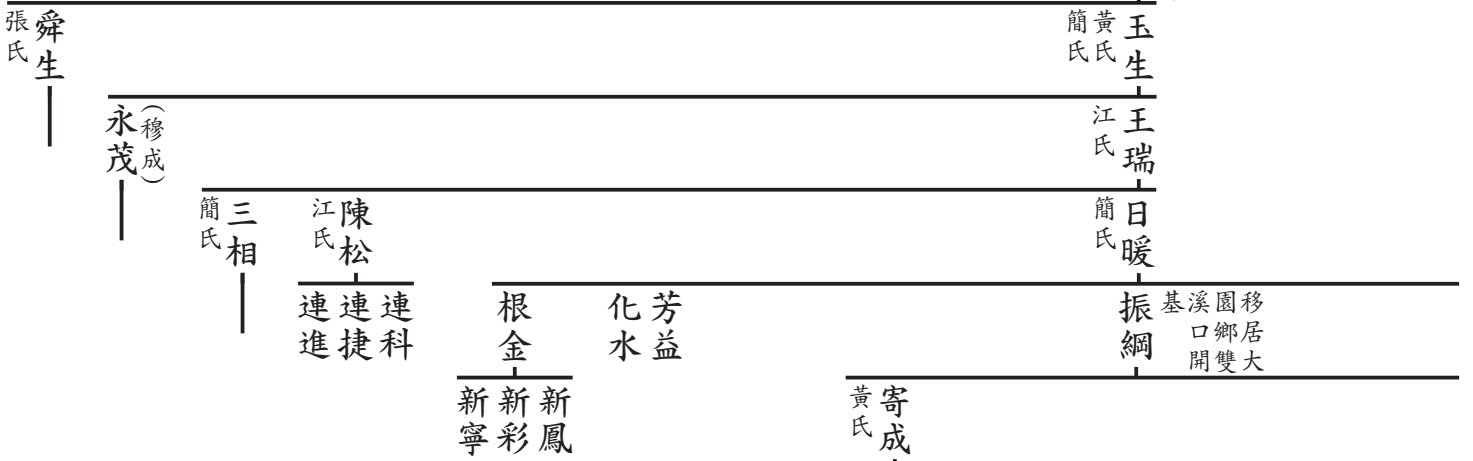 玉生
黃氏
簡氏
舜生
張氏
王瑞
江氏
(穆成)
永茂
日暖
簡氏
陳松
江氏
三相
簡氏
移居大
園鄉雙
溪口開
基
振綱
芳益
化水
根金
連科
連捷
連進
寄成
黃氏
新鳳
新彩
新寧